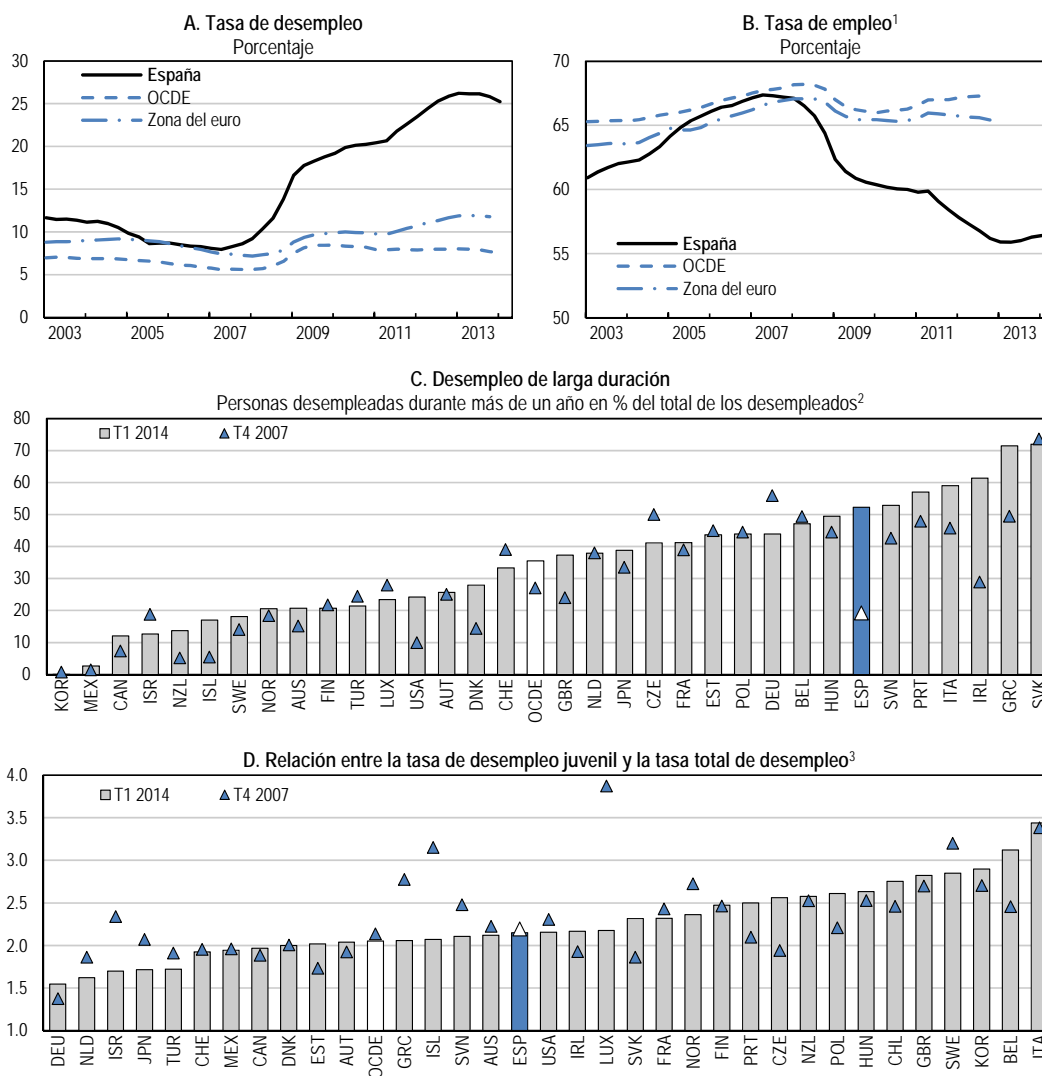 A. Tasa de desempleo
Porcentaje
30
25
20
15
10
5
0
España
OCDE
Zona del euro
2003 2005 2007 2009 2011 2013
B. Tasa de empleo1
Porcentaje
70
65
60
55
50
España
OCDE
Zona del euro
2003 2005 2007 2009 2011 2013
C. Desempleo de larga duración
Personas desempleadas durante más de un año en % del total de los desempleados2
80
70
60
50
40
30
20
10
0
T1 2014 T4 2007
KOR MEX CAN ISR NZL ISL SWE NOR AUS FIN TUR LUX USA AUT DNK CHE OCDE GBR NLD JPN CZE FRA EST POL DEU BEL HUN ESP SVN PRT ITA IRL GRC SVK
D. Relación entre la tasa de desempleo juvenil y la tasa total de desempleo3
4.0
3.5
3.0
2.5
2.0
1.5
1.0
T1 2014 T4 2007
DEU NLD ISR JPN TUR CHE MEX CAN DNK EST AUT OCDE GRC ISL SVN AUS ESP USA IRL LUX SVK FRA NOR FIN PRT CZE NZL POL HUN CHL GBR SWE KOR BEL ITA